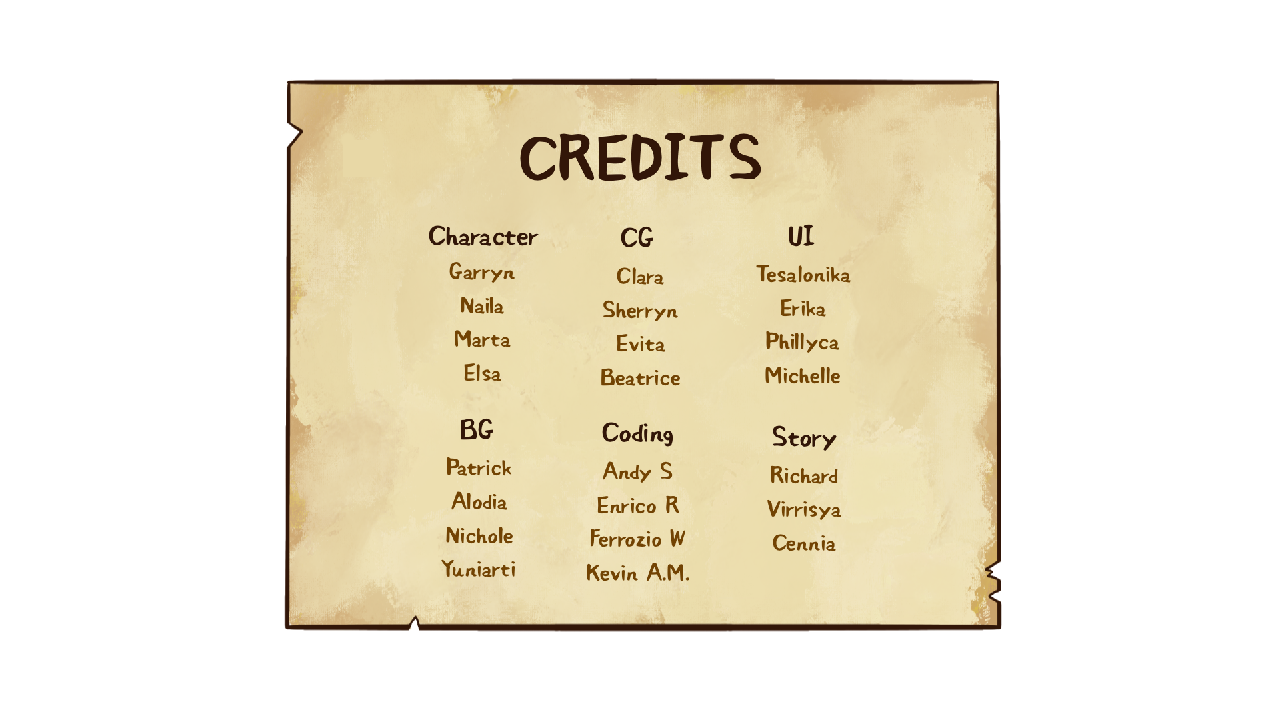 CREDITS
Character
Garryn
Naila
Marta
Elsa
CG
Clara
Sherryn
Evita
Beatrice
UI
Tesalonika
Erika
Phillyca
Michelle
BG
Patrick
Alodia
Nichole
Yuniarti
Coding
Andy S
Enrico R
Ferrozio W
Kevin A.M.
Story
Richard
Virrisya
Cennia